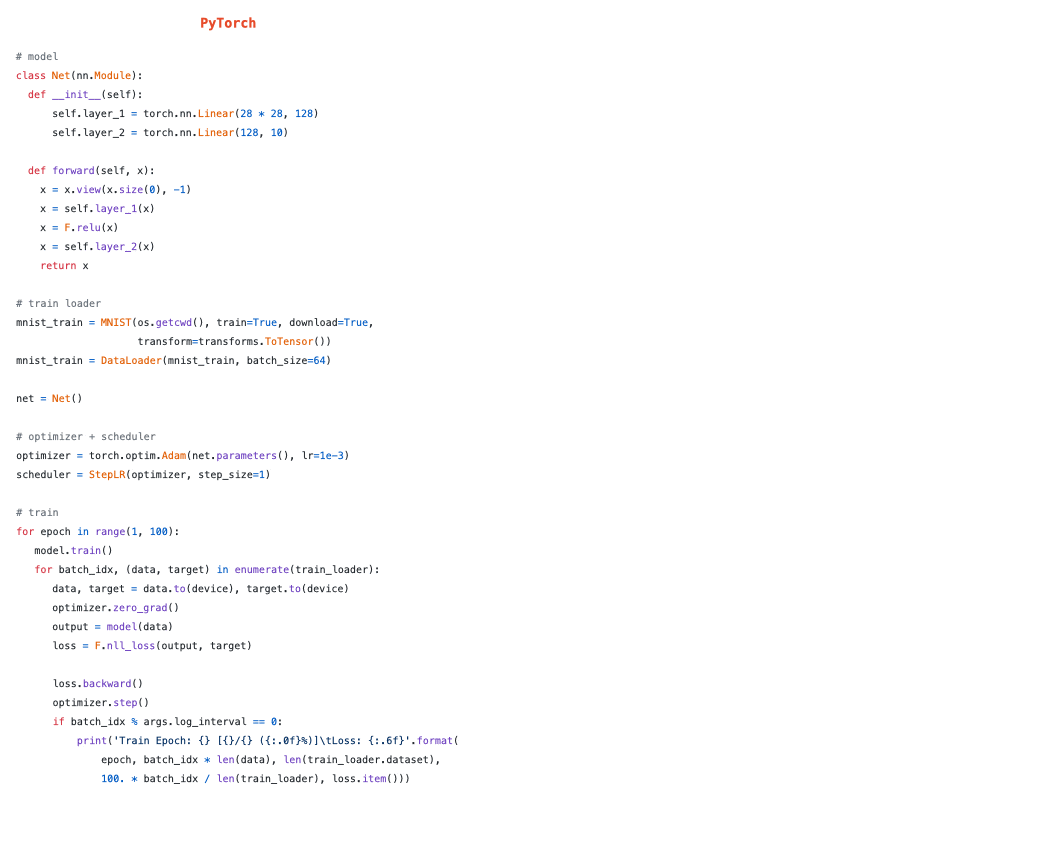 PyTorch
# model
class Net(nn.Module):
  def __init__(self):
      self.layer_1 = torch.nn.Linear(28 * 28, 128)
      self.layer_2 = torch.nn.Linear(128, 10)
  def forward(self, x):
    x = x.view(x.size(0), -1)
    x = self.layer_1(x)
    x = F.relu(x)
    x = self.layer_2(x)
    return x
# train loader
mnist_train = MNIST(os.getcwd(), train=True, download=True,
                    transform=transforms.ToTensor())
mnist_train = DataLoader(mnist_train, batch_size=64)
net = Net()
# optimizer + scheduler
optimizer = torch.optim.Adam(net.parameters(), lr=1e-3)
scheduler = StepLR(optimizer, step_size=1)
# train
for epoch in range(1, 100):
   model.train()
   for batch_idx, (data, target) in enumerate(train_loader):
      data, target = data.to(device), target.to(device)
      optimizer.zero_grad()
      output = model(data)
      loss = F.nll_loss(output, target)
      loss.backward()
      optimizer.step()
      if batch_idx % args.log_interval == 0:
          print('Train Epoch: {} [{}/{} ({:.0f}%)]\tLoss: {:.6f}'.format(
              epoch, batch_idx * len(data), len(train_loader.dataset),
              100. * batch_idx / len(train_loader), loss.item()))